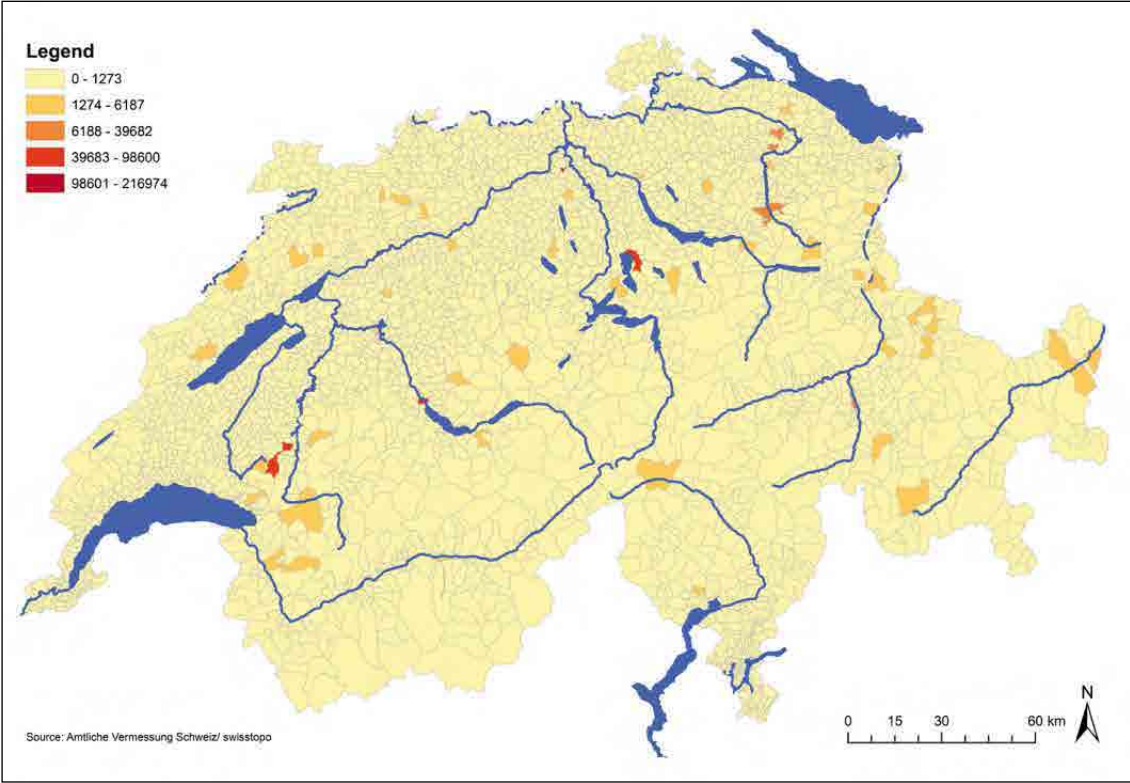 Legend
0 - 1273
1274 - 6187
6188 - 39682
39683 - 98600
98601 - 216974
N
0 15 30 60 km
Source: Amtliche Vermessung Schweiz/ swisstopo